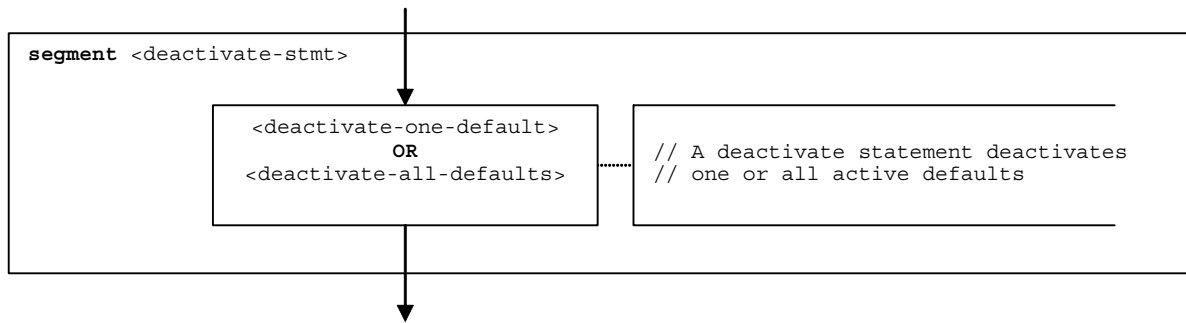 segment <deactivate-stmt>
<deactivate-one-default>
OR
<deactivate-all-defaults>
// A deactivate statement deactivates
// one or all active defaults